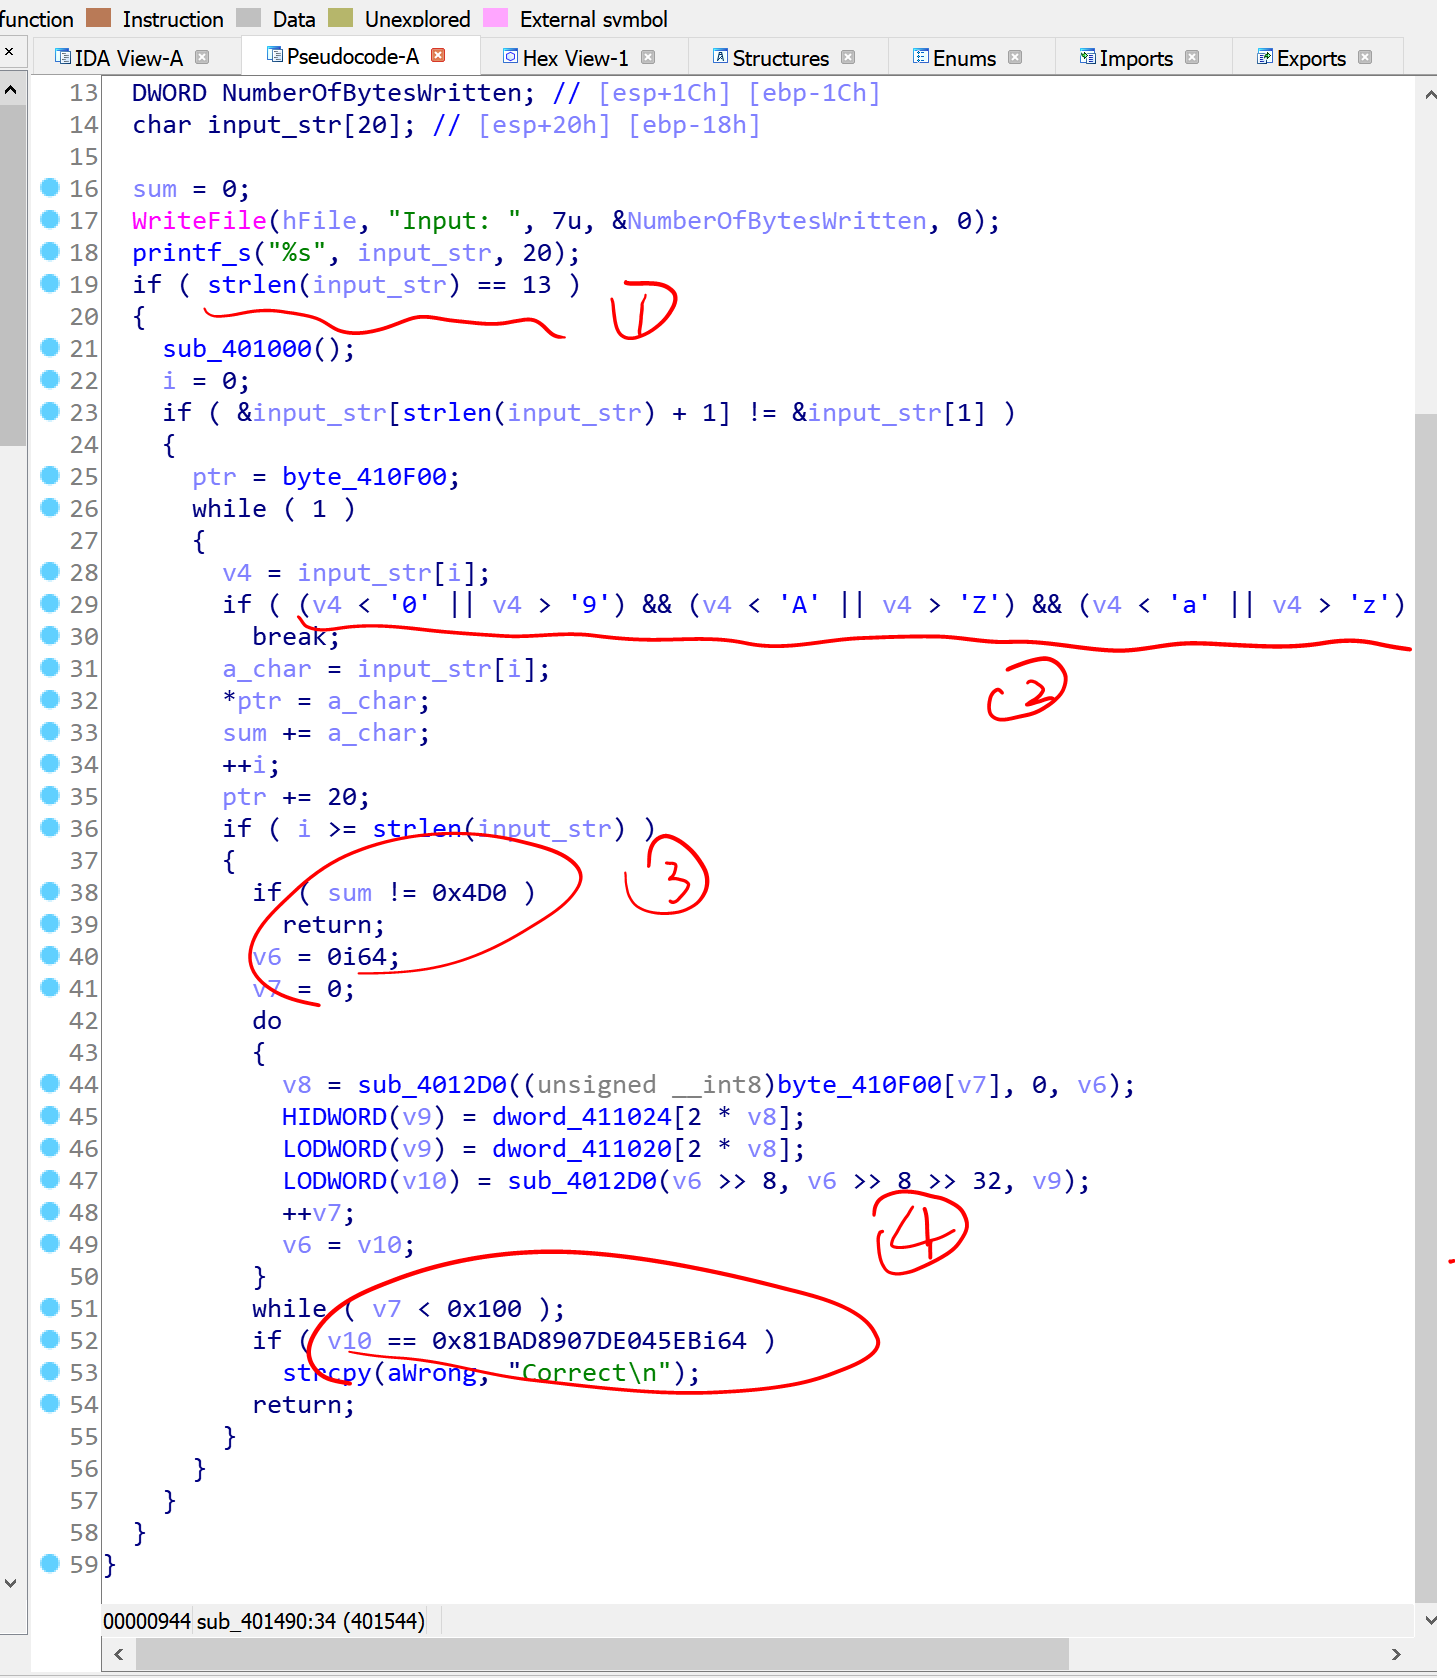 function Instruction Data Unexplored External symbol
IDA View-A Pseudocode-A Hex View-1 Structures Enums Imports Exports
13 DWORD NumberOfBytesWritten; // [esp+1Ch] [ebp-1Ch]
14 char input_str[20]; // [esp+20h] [ebp-18h]
15
16 sum = 0;
17 WriteFile(hFile, "Input: ", 7u, &NumberOfBytesWritten, 0);
18 printf_s("%s", input_str, 20);
19 if ( strlen(input_str) == 13 ) ①
20 {
21 sub_401000();
22 i = 0;
23 if ( &input_str[strlen(input_str) + 1] != &input_str[1] )
24 {
25 ptr = byte_410F00;
26 while ( 1 )
27 {
28 v4 = input_str[i];
29 if ( (v4 < '0' || v4 > '9') && (v4 < 'A' || v4 > 'Z') && (v4 < 'a' || v4 > 'z')
30 break;
31 a_char = input_str[i]; ②
32 *ptr = a_char;
33 sum += a_char;
34 ++i;
35 ptr += 20;
36 if ( i >= strlen(input_str) )
37 { ③
38 if ( sum != 0x4D0 )
39 return;
40 v6 = 0i64;
41 v7 = 0;
42 do
43 {
44 v8 = sub_4012D0((unsigned __int8)byte_410F00[v7], 0, v6);
45 HIDWORD(v9) = dword_411024[2 * v8];
46 LODWORD(v9) = dword_411020[2 * v8];
47 LODWORD(v10) = sub_4012D0(v6 >> 8, v6 >> 8 >> 32, v9);
48 ++v7; ④
49 v6 = v10;
50 }
51 while ( v7 < 0x100 );
52 if ( v10 == 0x81BAD8907DE045EBi64 )
53 strcpy(aWrong, "Correct\n");
54 return;
55 }
56 }
57 }
58 }
59 }
00000944 sub_401490:34 (401544)